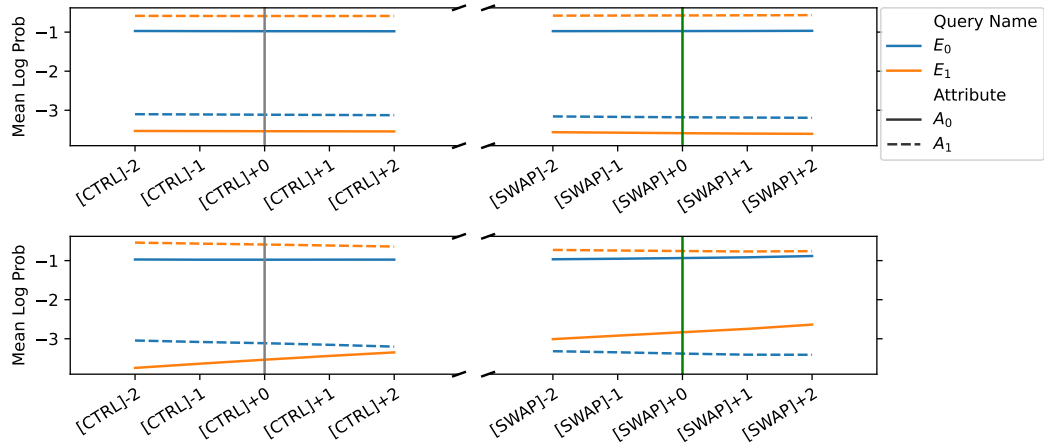 Mean Log Prob
−1
−2
−3
[CTRL]-2
[CTRL]-1
[CTRL]+0
[CTRL]+1
[CTRL]+2
[SWAP]-2
[SWAP]-1
[SWAP]+0
[SWAP]+1
[SWAP]+2
Query Name
E₀
E₁
Attribute
A₀
A₁
Mean Log Prob
−1
−2
−3
[CTRL]-2
[CTRL]-1
[CTRL]+0
[CTRL]+1
[CTRL]+2
[SWAP]-2
[SWAP]-1
[SWAP]+0
[SWAP]+1
[SWAP]+2